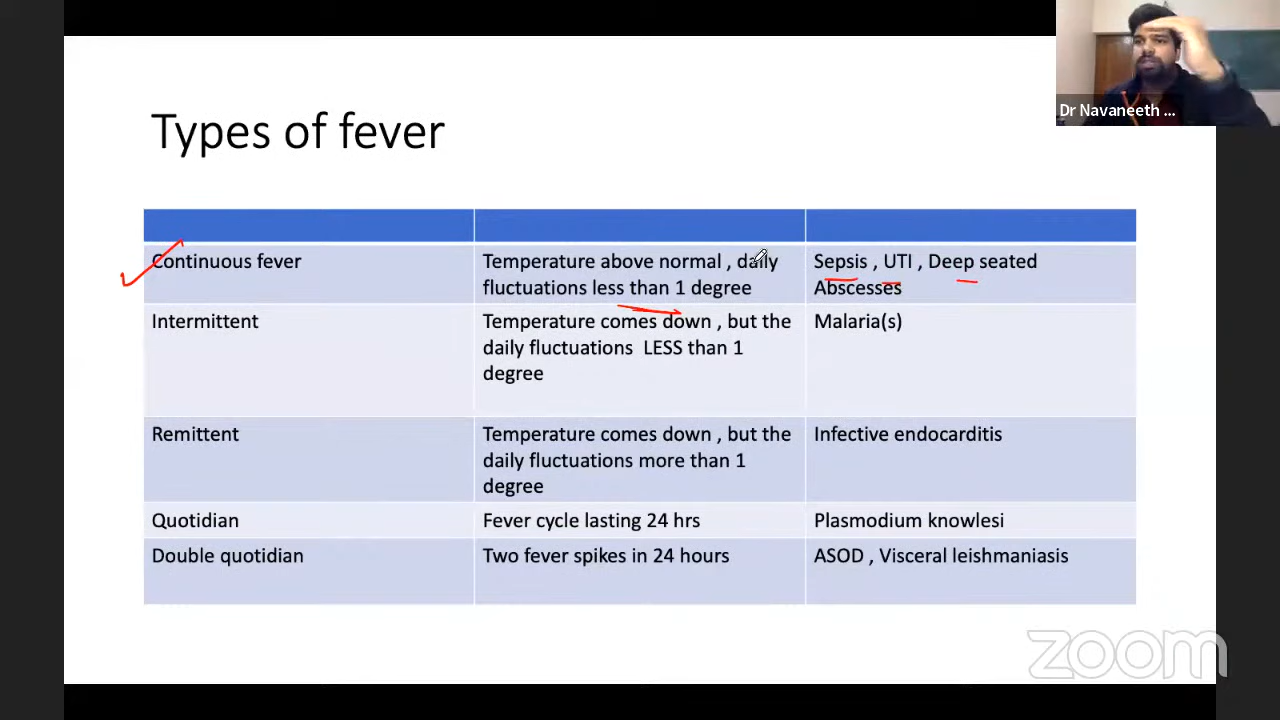 Dr Navaneeth ...
Types of fever
Continuous fever
Temperature above normal , daily
fluctuations less than 1 degree
Sepsis , UTI , Deep seated
Abscesses
Intermittent
Temperature comes down , but the
daily fluctuations LESS than 1
degree
Malaria(s)
Remittent
Temperature comes down , but the
daily fluctuations more than 1
degree
Infective endocarditis
Quotidian
Fever cycle lasting 24 hrs
Plasmodium knowlesi
Double quotidian
Two fever spikes in 24 hours
ASOD , Visceral leishmaniasis
zoom